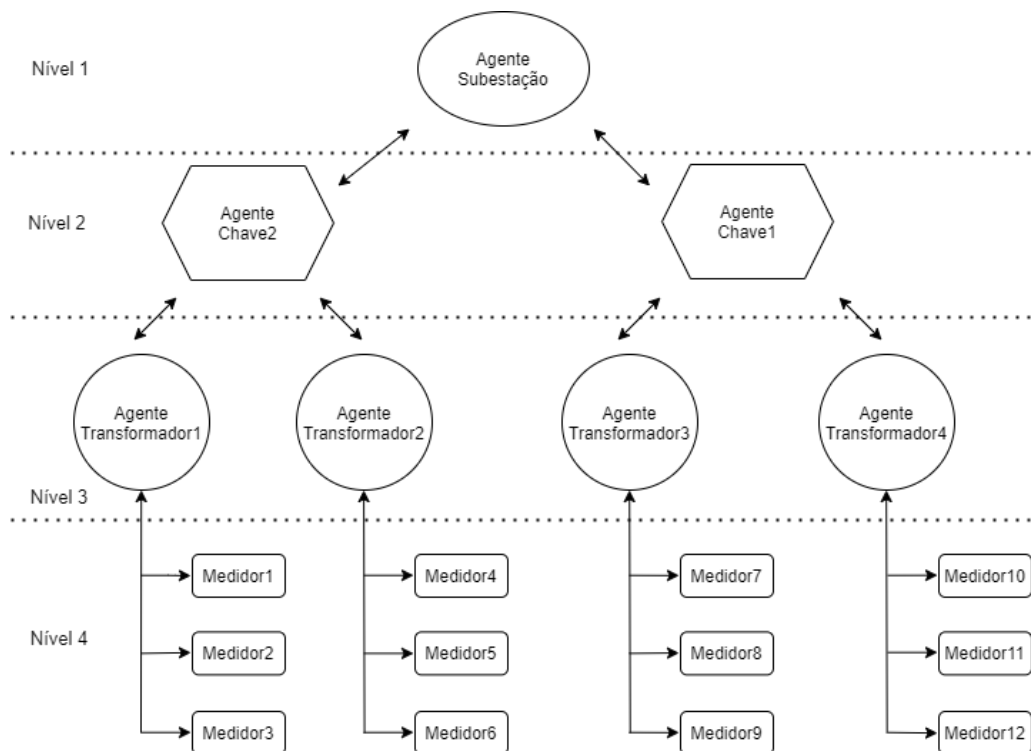 Nível 1
Agente
Subestação
Nível 2
Agente
Chave2
Agente
Chave1
Agente
Transformador1
Agente
Transformador2
Agente
Transformador3
Agente
Transformador4
Nível 3
Medidor1
Medidor4
Medidor7
Medidor10
Nível 4
Medidor2
Medidor5
Medidor8
Medidor11
Medidor3
Medidor6
Medidor9
Medidor12